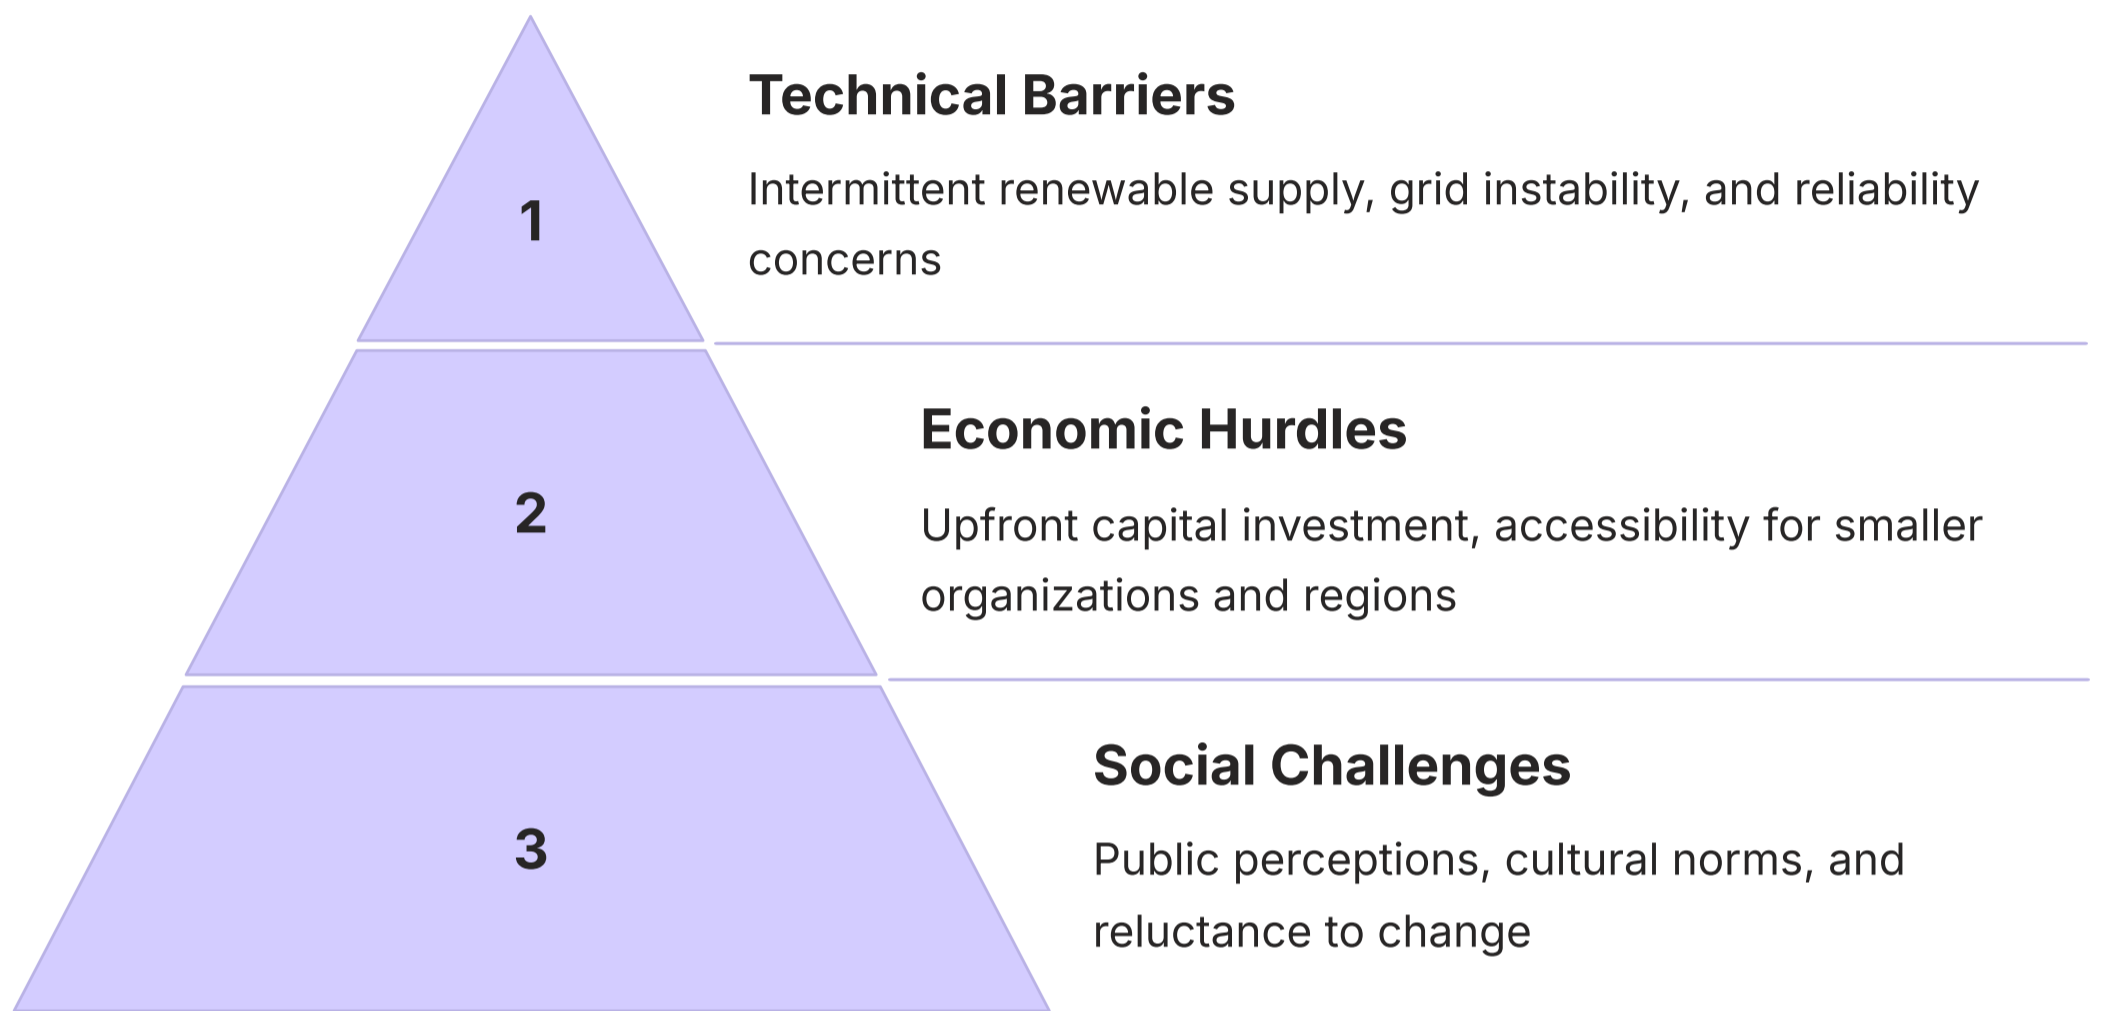 1
Technical Barriers
Intermittent renewable supply, grid instability, and reliability
concerns
2
Economic Hurdles
Upfront capital investment, accessibility for smaller
organizations and regions
3
Social Challenges
Public perceptions, cultural norms, and
reluctance to change